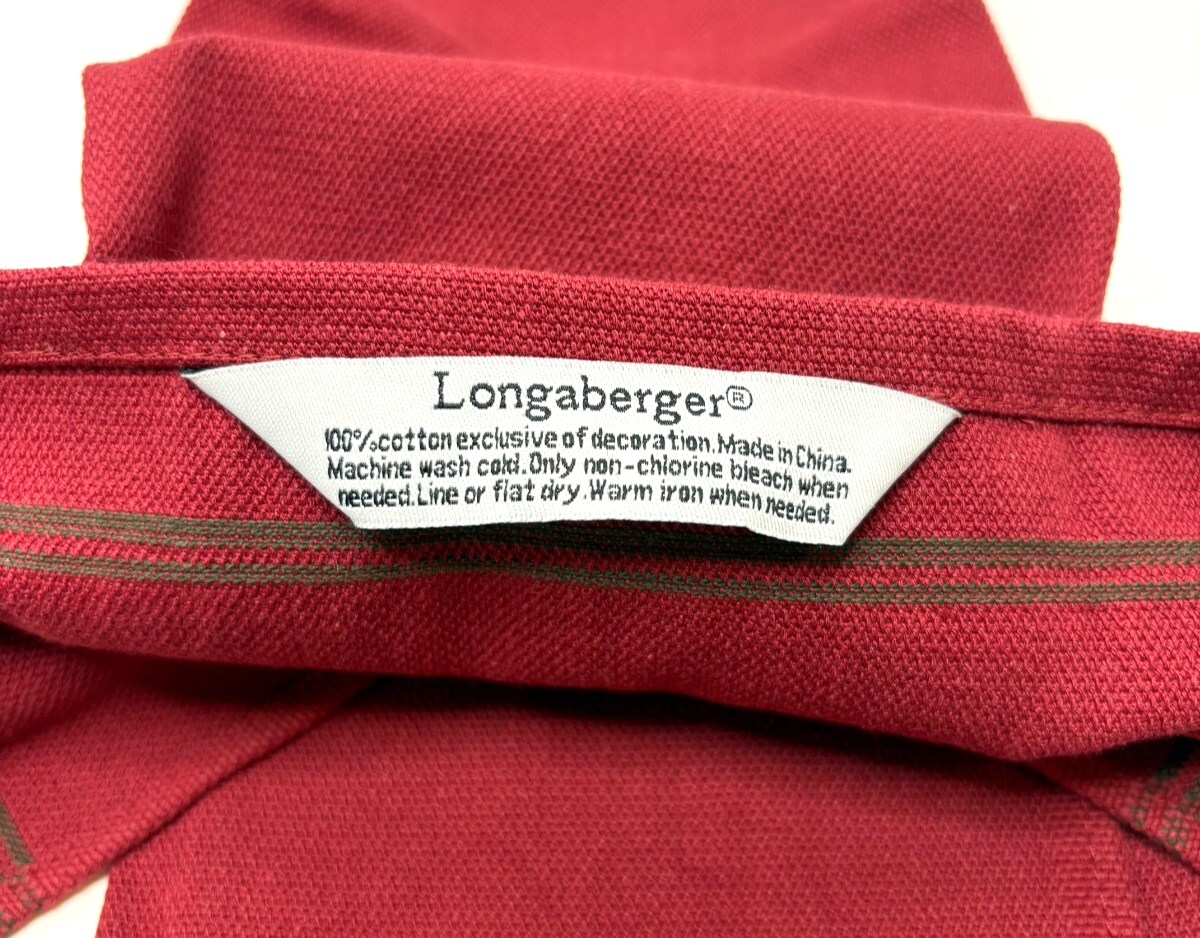 Longaberger®
100% cotton exclusive of decoration. Made in China.
Machine wash cold. Only non-chlorine bleach when
needed. Line or flat dry. Warm iron when needed.